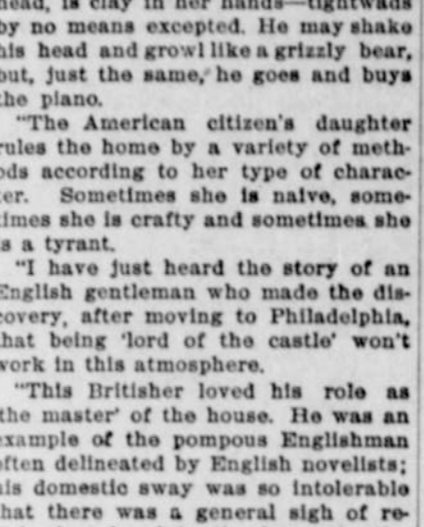 head, is clay in her hands—tightwads
by no means excepted. He may shake
his head and growl like a grizzly bear,
but, just the same, he goes and buys
the piano.
"The American citizen's daughter
rules the home by a variety of meth-
ods according to her type of charac-
ter. Sometimes she is naive, some-
times she is crafty and sometimes she
is a tyrant.
"I have just heard the story of an
English gentleman who made the dis-
covery, after moving to Philadelphia,
that being 'lord of the castle' won't
work in this atmosphere.
"This Britisher loved his role as
'the master' of the house. He was an
example of the pompous Englishman
often delineated by English novelists;
his domestic sway was so intolerable
that there was a general sigh of re-